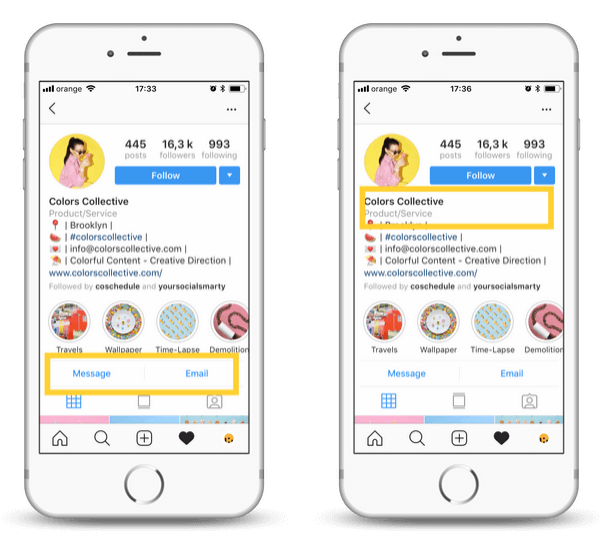 orange 17:33
445 16,3 k 993
posts followers following
Follow
Colors Collective
Product/Service
| Brooklyn |
| #colorscollective |
| info@colorscollective.com |
| Colorful Content - Creative Direction |
www.colorscollective.com/
Followed by coschedule and yoursocialsmarty
Travels Wallpaper Time-Lapse Demolition
Message Email
orange 17:36
445 16,3 k 993
posts followers following
Follow
Colors Collective
Product/Service
| Brooklyn |
| #colorscollective |
| info@colorscollective.com |
| Colorful Content - Creative Direction |
www.colorscollective.com/
Followed by coschedule and yoursocialsmarty
Travels Wallpaper Time-Lapse Demolition
Message Email